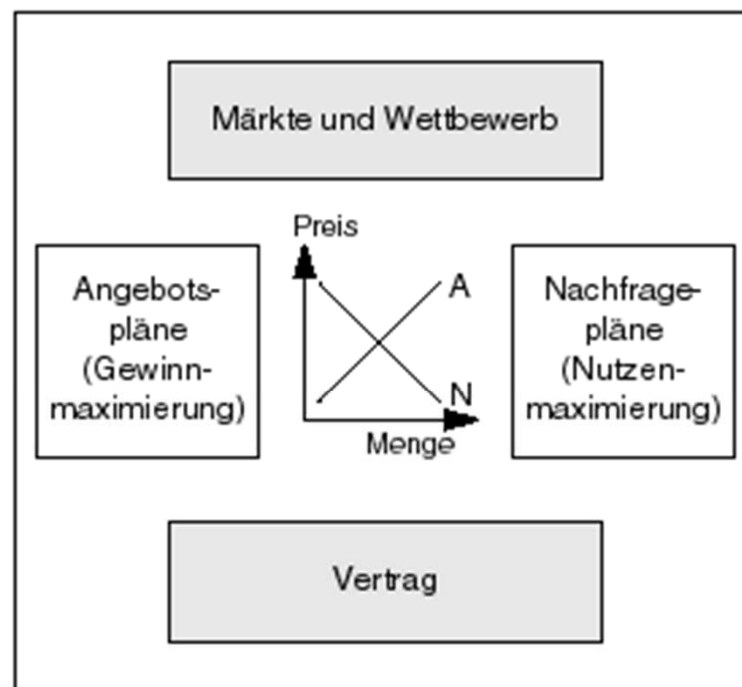 Märkte und Wettbewerb
Preis
Angebots-
pläne
(Gewinn-
maximierung)
A
N
Menge
Nachfrage-
pläne
(Nutzen-
maximierung)
Vertrag